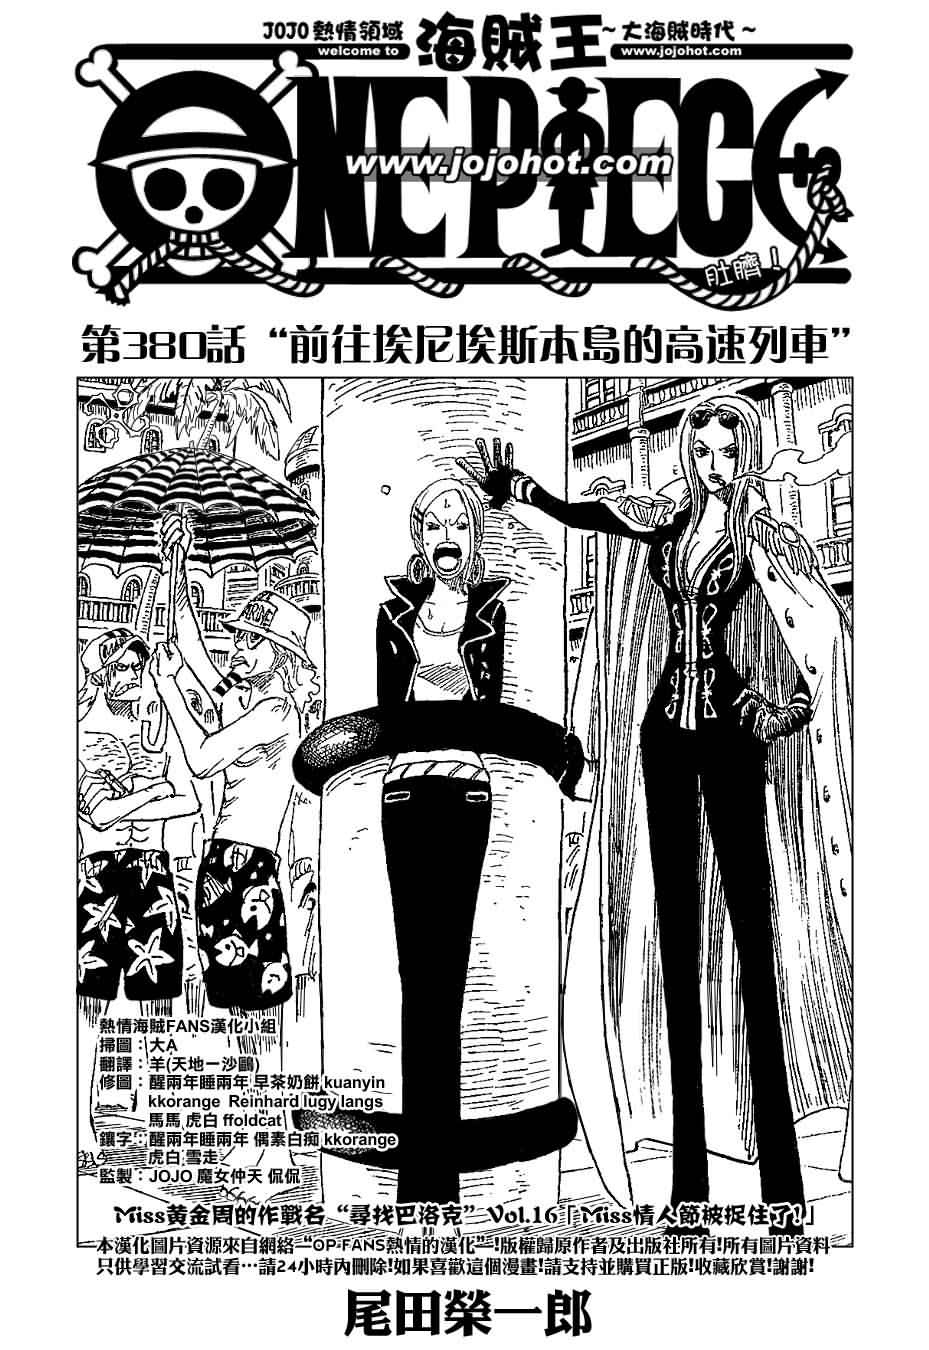 JOJO熱情領域 海賊王 ~大海賊時代~
welcome to www.jojohot.com
ONE PIECE
www.jojohot.com
肚臍！
第380話 “前往埃尼埃斯本島的高速列車”
熱情海賊FANS漢化小組
掃圖：大A
翻譯：羊(天地一沙鷗)
修圖：醒兩年睡兩年 早茶奶餅 kuanyin
kkorange Reinhard lugy langs
馬馬 虎白 ffoldcat
鑲字：醒兩年睡兩年 偶素白痴 kkorange
虎白 雪走
監製：JOJO 魔女仲天 侃侃
Miss黄金周的作戰名“尋找巴洛克”Vol.16「Miss情人節被捉住了!」
本漢化圖片資源來自網絡—“OP-FANS熱情的漢化”!版權歸原作者及出版社所有!所有圖片資料
只供學習交流試看…請24小時內刪除!如果喜歡這個漫畫!請支持並購買正版!收藏欣賞!謝謝!
尾田榮一郎